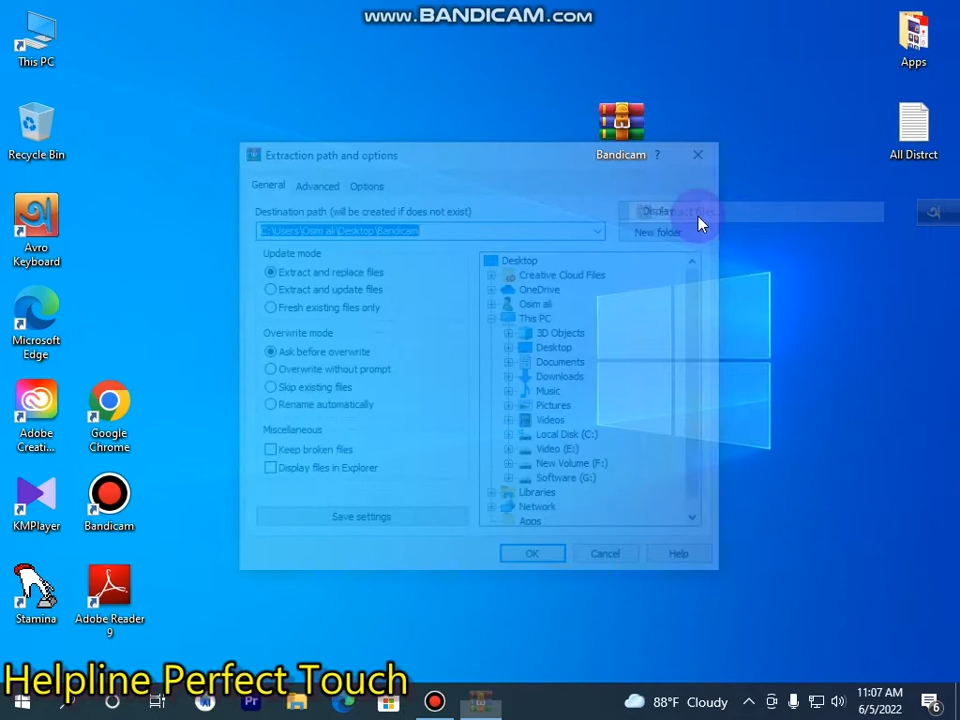 www.BANDICAM.com
This PC
Recycle Bin
Avro
Keyboard
Microsoft
Edge
Adobe
Creati...
Google
Chrome
KMPlayer
Bandicam
Stamina
Adobe Reader
9
Bandicam
Apps
All Distrct
অ
Extraction path and options
?
General
Advanced
Options
Destination path (will be created if does not exist)
C:\Users\Osim ali\Desktop\Bandicam
Display
New folder
Update mode
Extract and replace files
Extract and update files
Fresh existing files only
Overwrite mode
Ask before overwrite
Overwrite without prompt
Skip existing files
Rename automatically
Miscellaneous
Keep broken files
Display files in Explorer
Save settings
Desktop
Creative Cloud Files
OneDrive
Osim ali
This PC
3D Objects
Desktop
Documents
Downloads
Music
Pictures
Videos
Local Disk (C:)
Video (E:)
New Volume (F:)
Software (G:)
Libraries
Network
Apps
OK
Cancel
Help
Helpline Perfect Touch
Pr
88°F Cloudy
11:07 AM
6/5/2022
6